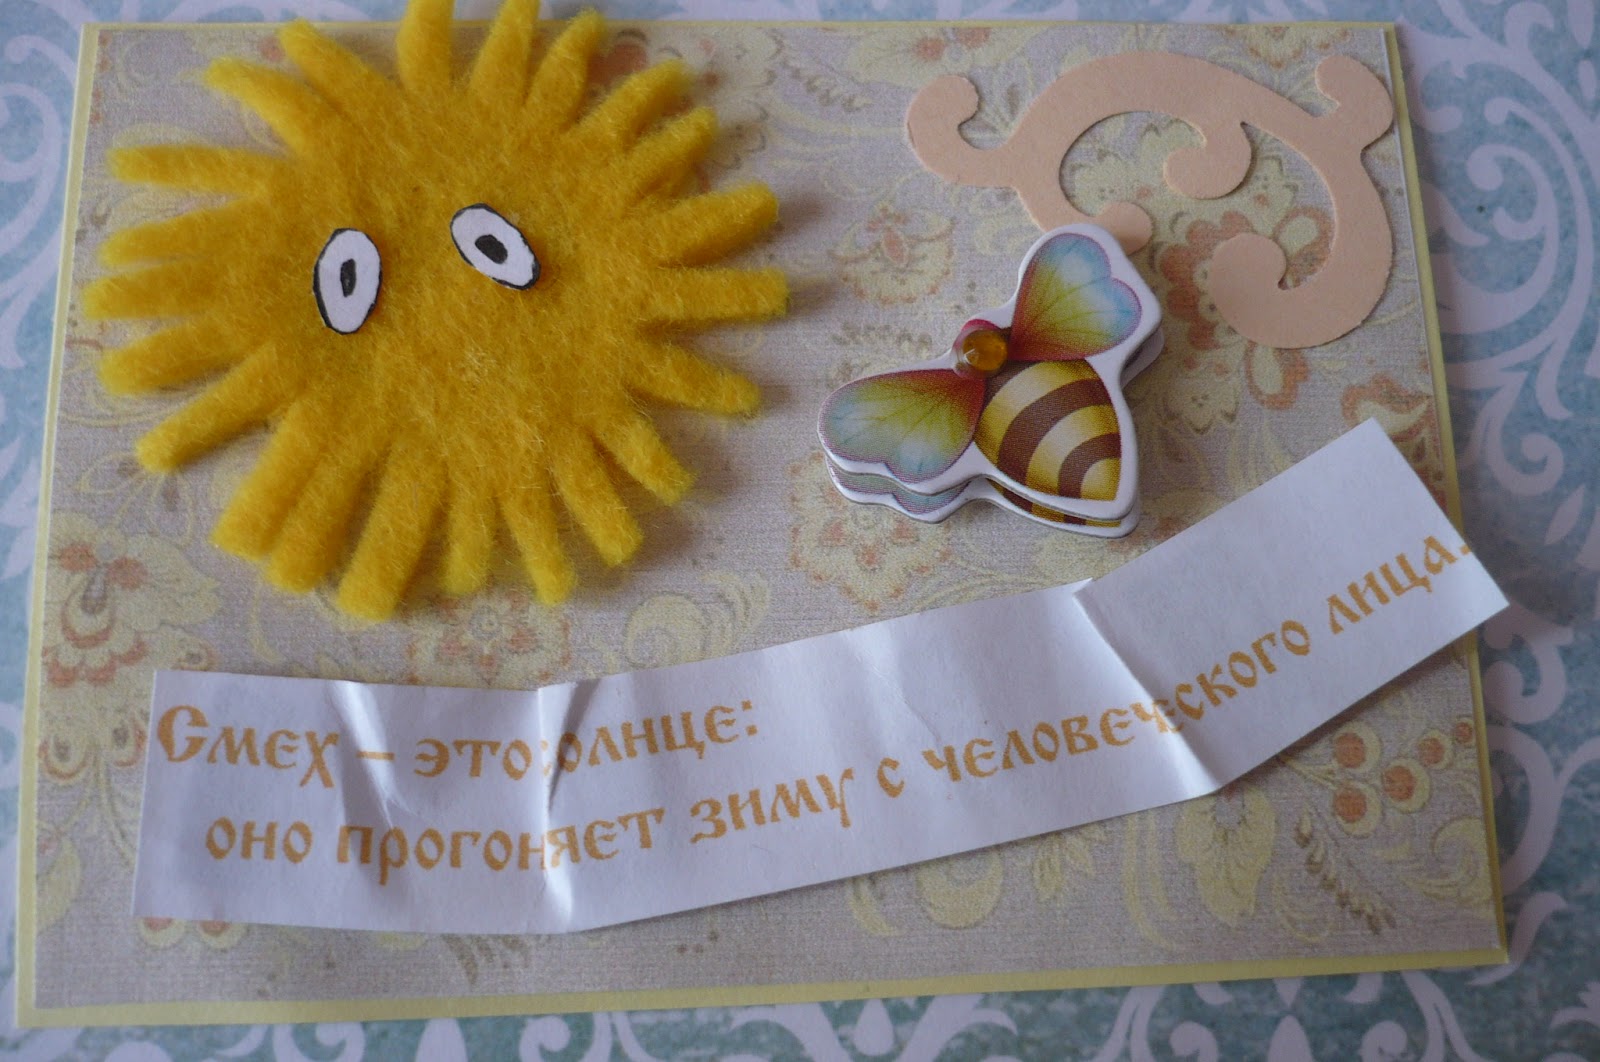 Смех – это солнце:
оно прогоняет зиму с человеческого лица.